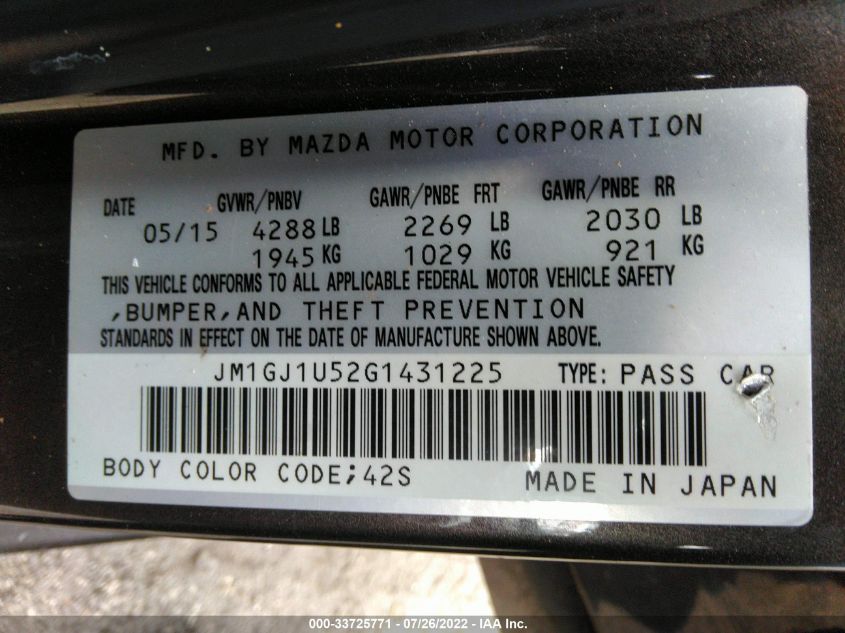 MFD. BY MAZDA MOTOR CORPORATION
DATE GVWR/PNBV GAWR/PNBE FRT GAWR/PNBE RR
05/15 4288 LB 2269 LB 2030 LB
1945 KG 1029 KG 921 KG
THIS VEHICLE CONFORMS TO ALL APPLICABLE FEDERAL MOTOR VEHICLE SAFETY
,BUMPER,AND THEFT PREVENTION
STANDARDS IN EFFECT ON THE DATE OF MANUFACTURE SHOWN ABOVE.
JM1GJ1U52G1431225 TYPE: PASS CAR
BODY COLOR CODE;42S MADE IN JAPAN
000-33725771 - 07/26/2022 - IAA Inc.